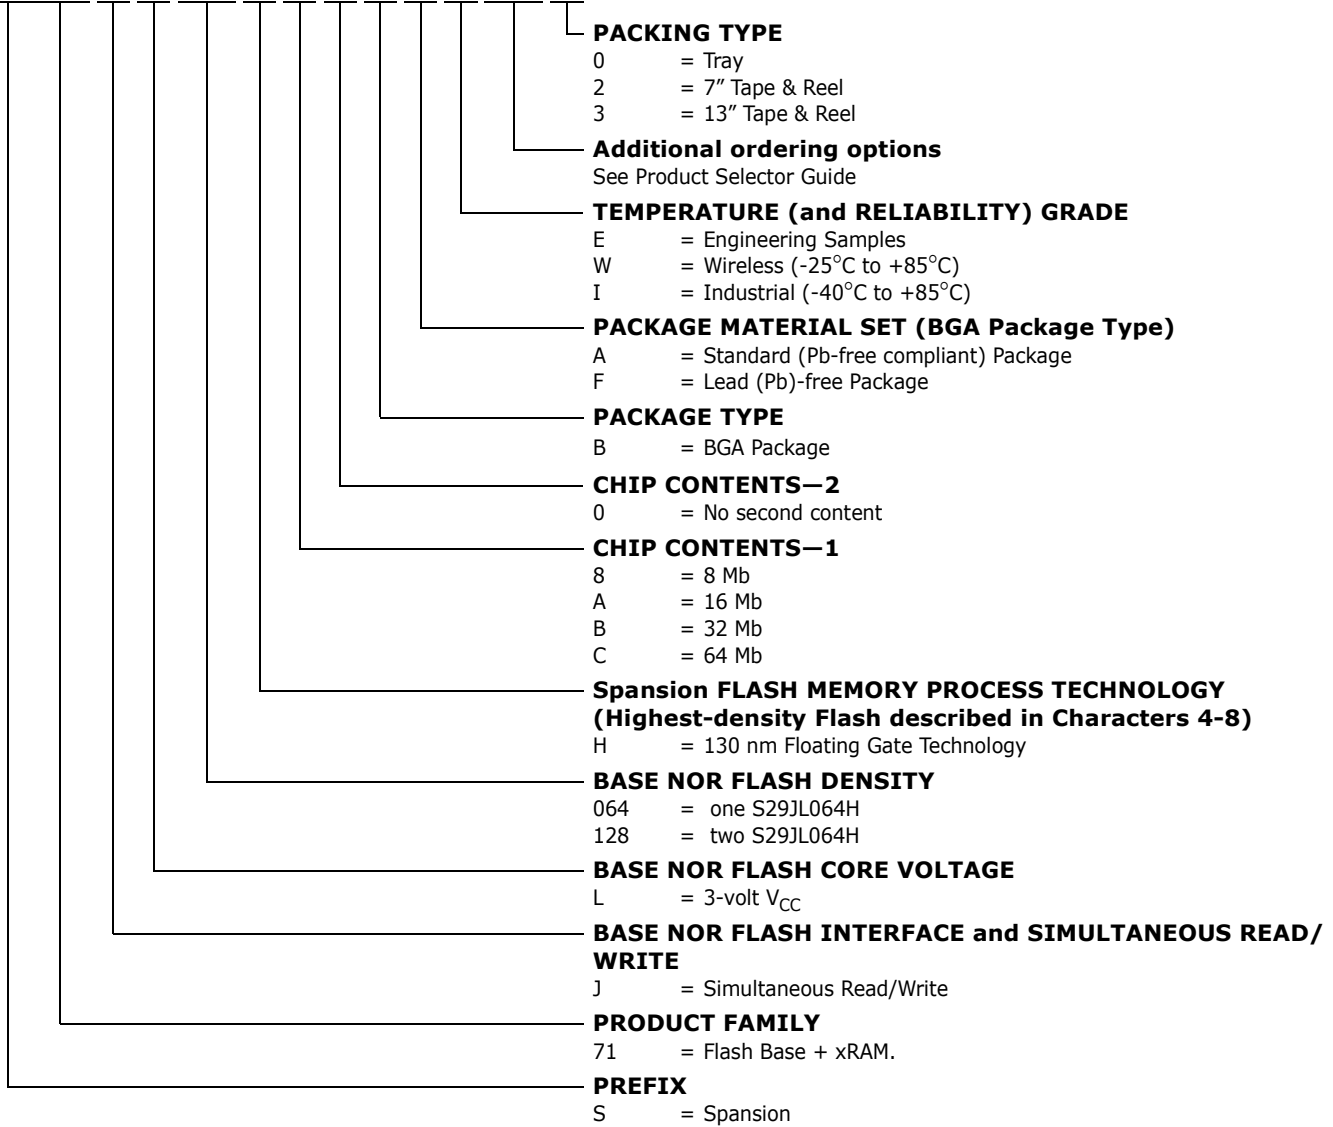 PACKING TYPE
0 = Tray
2 = 7″ Tape & Reel
3 = 13″ Tape & Reel
Additional ordering options
See Product Selector Guide
TEMPERATURE (and RELIABILITY) GRADE
E = Engineering Samples
W = Wireless (-25°C to +85°C)
I = Industrial (-40°C to +85°C)
PACKAGE MATERIAL SET (BGA Package Type)
A = Standard (Pb-free compliant) Package
F = Lead (Pb)-free Package
PACKAGE TYPE
B = BGA Package
CHIP CONTENTS—2
0 = No second content
CHIP CONTENTS—1
8 = 8 Mb
A = 16 Mb
B = 32 Mb
C = 64 Mb
Spansion FLASH MEMORY PROCESS TECHNOLOGY
(Highest-density Flash described in Characters 4-8)
H = 130 nm Floating Gate Technology
BASE NOR FLASH DENSITY
064 = one S29JL064H
128 = two S29JL064H
BASE NOR FLASH CORE VOLTAGE
L = 3-volt VCC
BASE NOR FLASH INTERFACE and SIMULTANEOUS READ/
WRITE
J = Simultaneous Read/Write
PRODUCT FAMILY
71 = Flash Base + xRAM.
PREFIX
S = Spansion